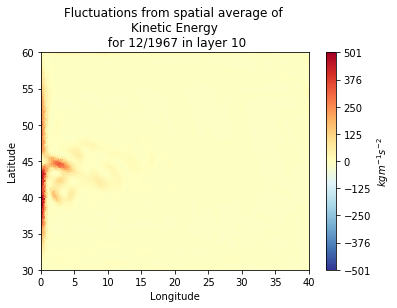 Fluctuations from spatial average of
Kinetic Energy
for 12/1967 in layer 10
60
55
50
45
40
35
30
Latitude
0 5 10 15 20 25 30 35 40
Longitude
501
376
250
125
0
−125
−250
−376
−501
kgm⁻¹s⁻²